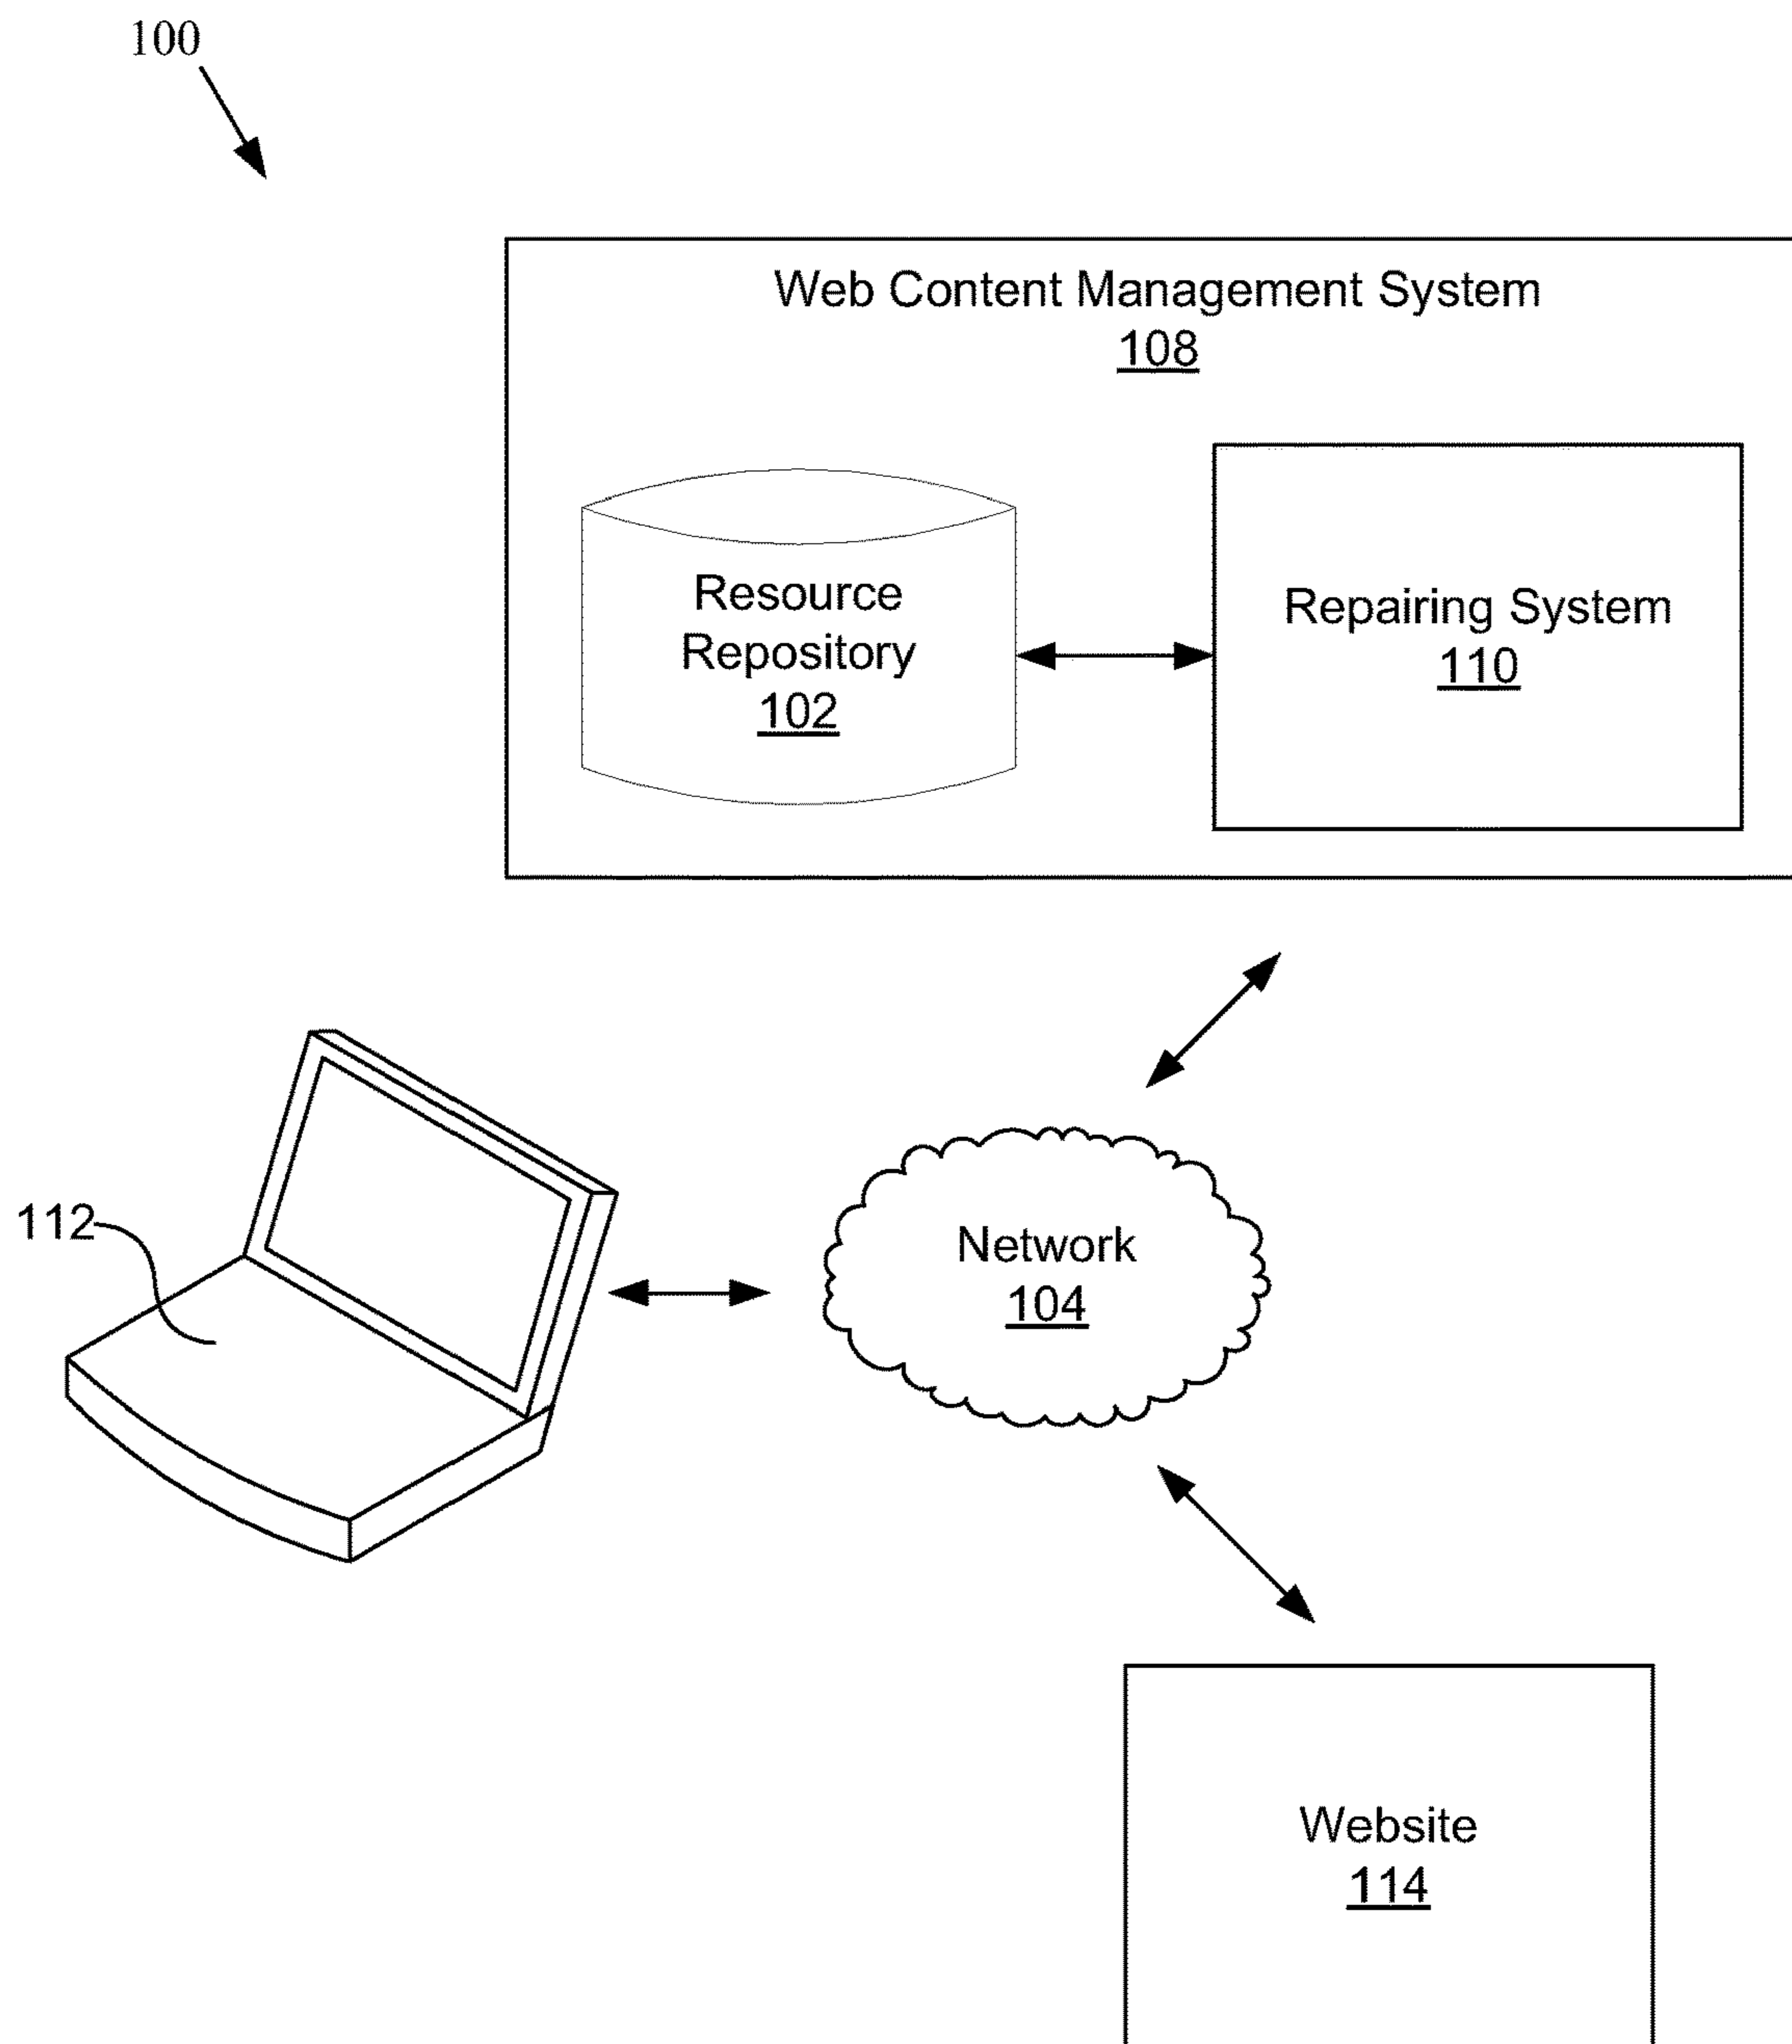 100
Web Content Management System
108
Resource
Repository
102
Repairing System
110
112
Network
104
Website
114